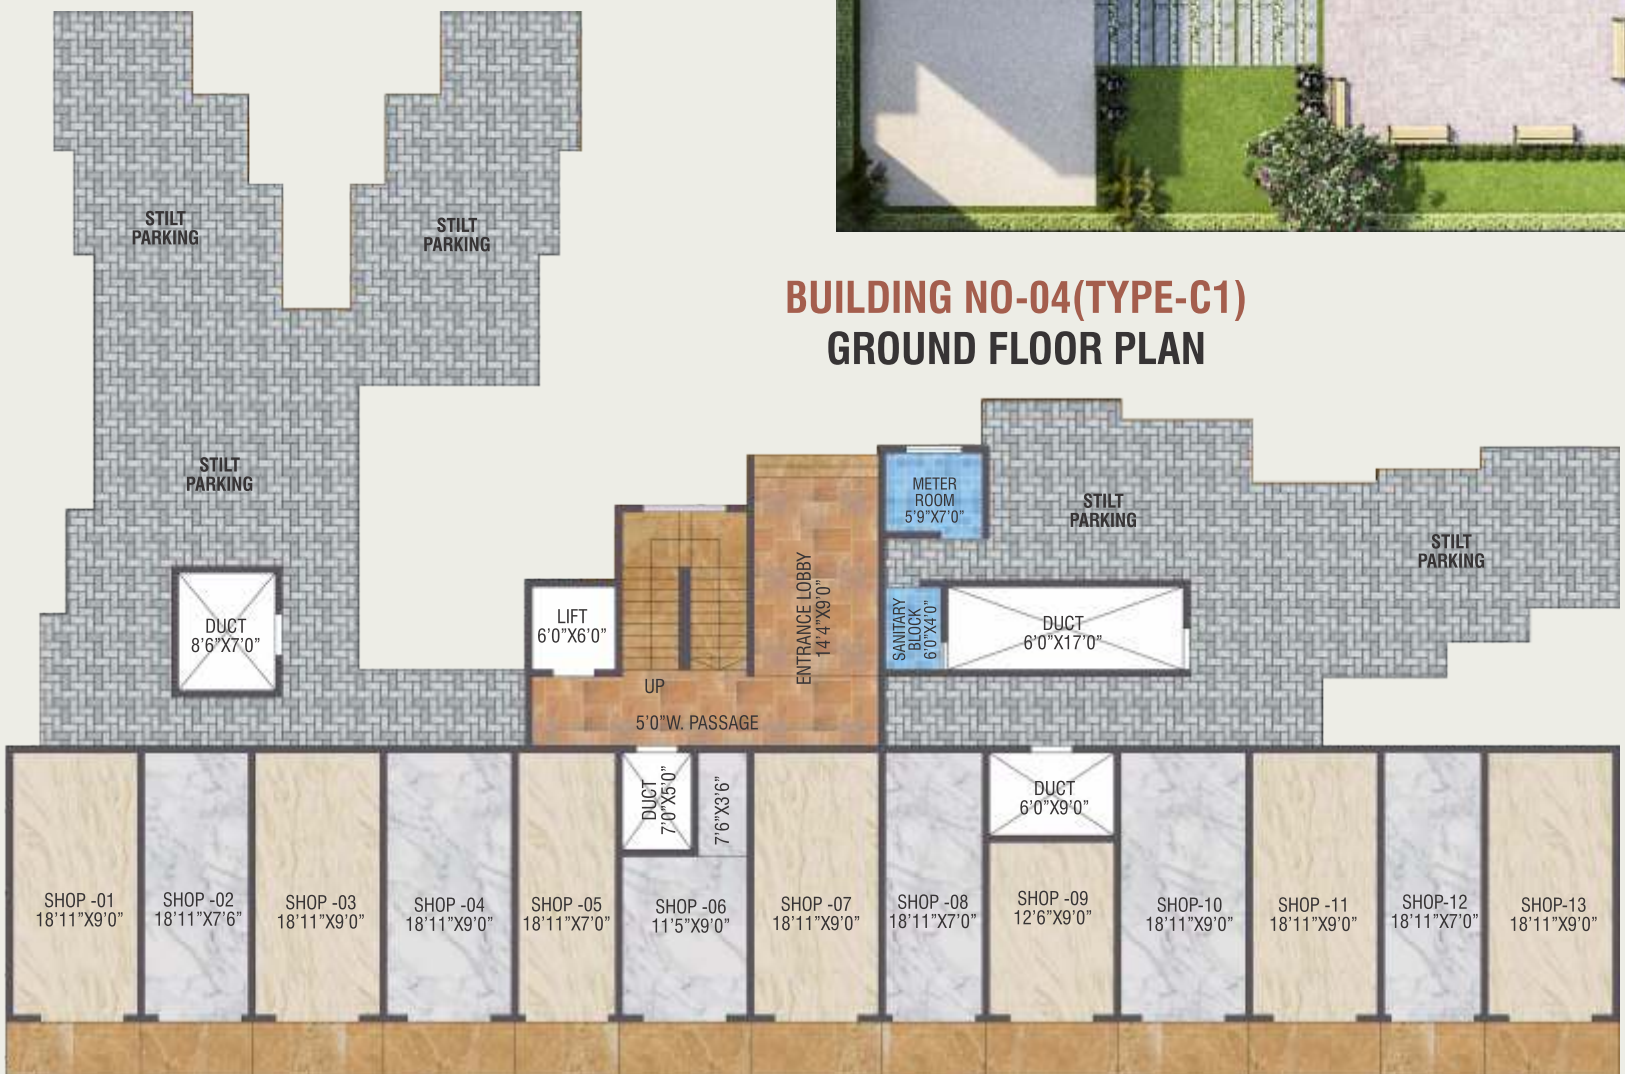 STILT
PARKING
STILT
PARKING
BUILDING NO-04(TYPE-C1)
GROUND FLOOR PLAN
STILT
PARKING
METER
ROOM
5'9"X7'0"
STILT
PARKING
STILT
PARKING
DUCT
8'6"X7'0"
LIFT
6'0"X6'0"
ENTRANCE LOBBY
14'4"X9'0"
SANITARY
BLOCK
6'0"X4'0"
DUCT
6'0"X17'0"
UP
5'0"W. PASSAGE
DUCT
7'0"X5'0"
7'6"X3'6"
DUCT
6'0"X9'0"
SHOP -01
18'11"X9'0"
SHOP -02
18'11"X7'6"
SHOP -03
18'11"X9'0"
SHOP -04
18'11"X9'0"
SHOP -05
18'11"X7'0"
SHOP -06
11'5"X9'0"
SHOP -07
18'11"X9'0"
SHOP -08
18'11"X7'0"
SHOP -09
12'6"X9'0"
SHOP-10
18'11"X9'0"
SHOP -11
18'11"X9'0"
SHOP-12
18'11"X7'0"
SHOP-13
18'11"X9'0"